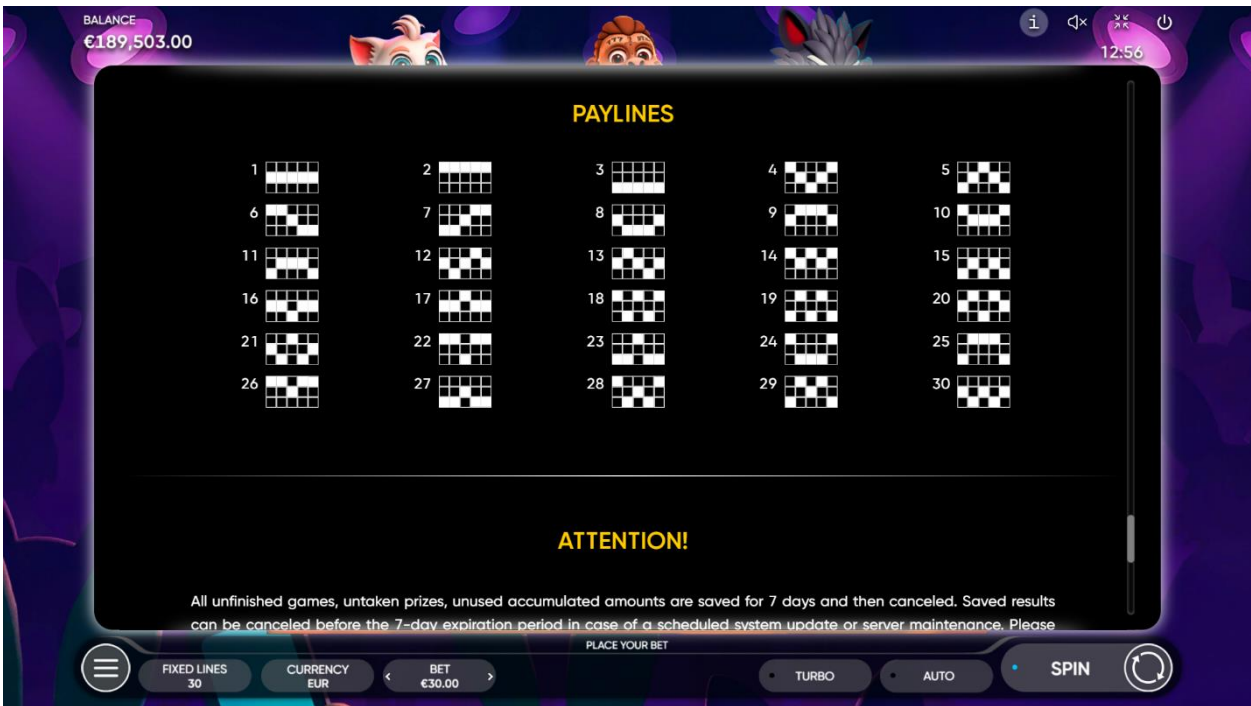 BALANCE
€189,503.00
i
12:56
PAYLINES
1 2 3 4 5
6 7 8 9 10
11 12 13 14 15
16 17 18 19 20
21 22 23 24 25
26 27 28 29 30
ATTENTION!
All unfinished games, untaken prizes, unused accumulated amounts are saved for 7 days and then canceled. Saved results
can be canceled before the 7-day expiration period in case of a scheduled system update or server maintenance. Please
PLACE YOUR BET
FIXED LINES
30
CURRENCY
EUR
BET
€30.00
TURBO
AUTO
SPIN